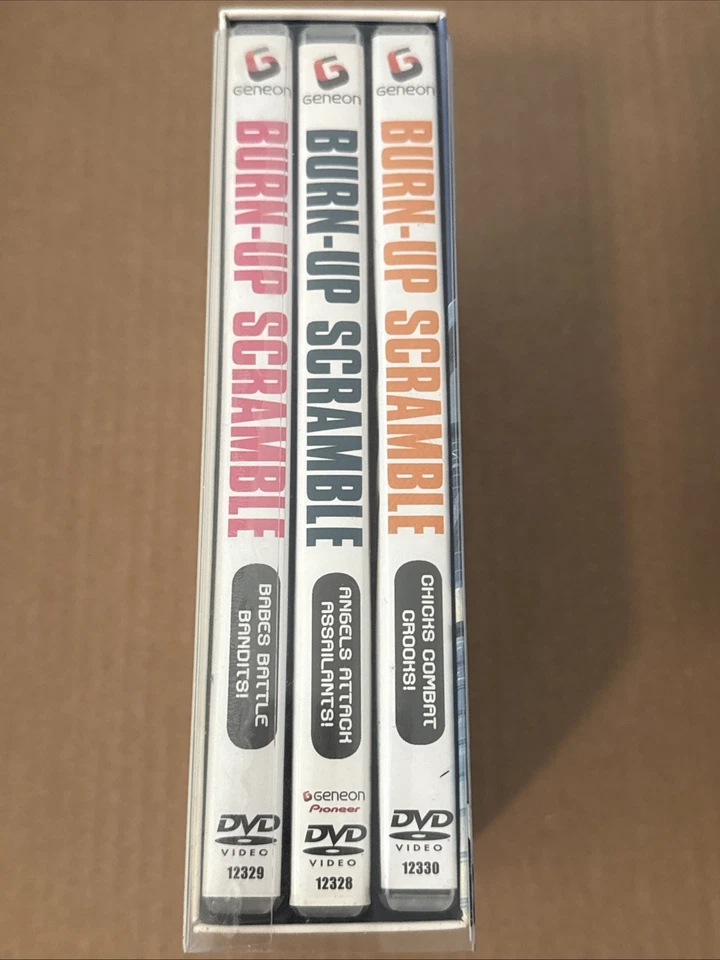 GENEON
BURN-UP SCRAMBLE
BABES BATTLE
BANDITS!
DVD
VIDEO
12329
GENEON
BURN-UP SCRAMBLE
ANGELS ATTACK
ASSAILANTS!
GENEON
Pioneer
DVD
VIDEO
12328
GENEON
BURN-UP SCRAMBLE
CHICKS COMBAT
CROOKS!
DVD
VIDEO
12330